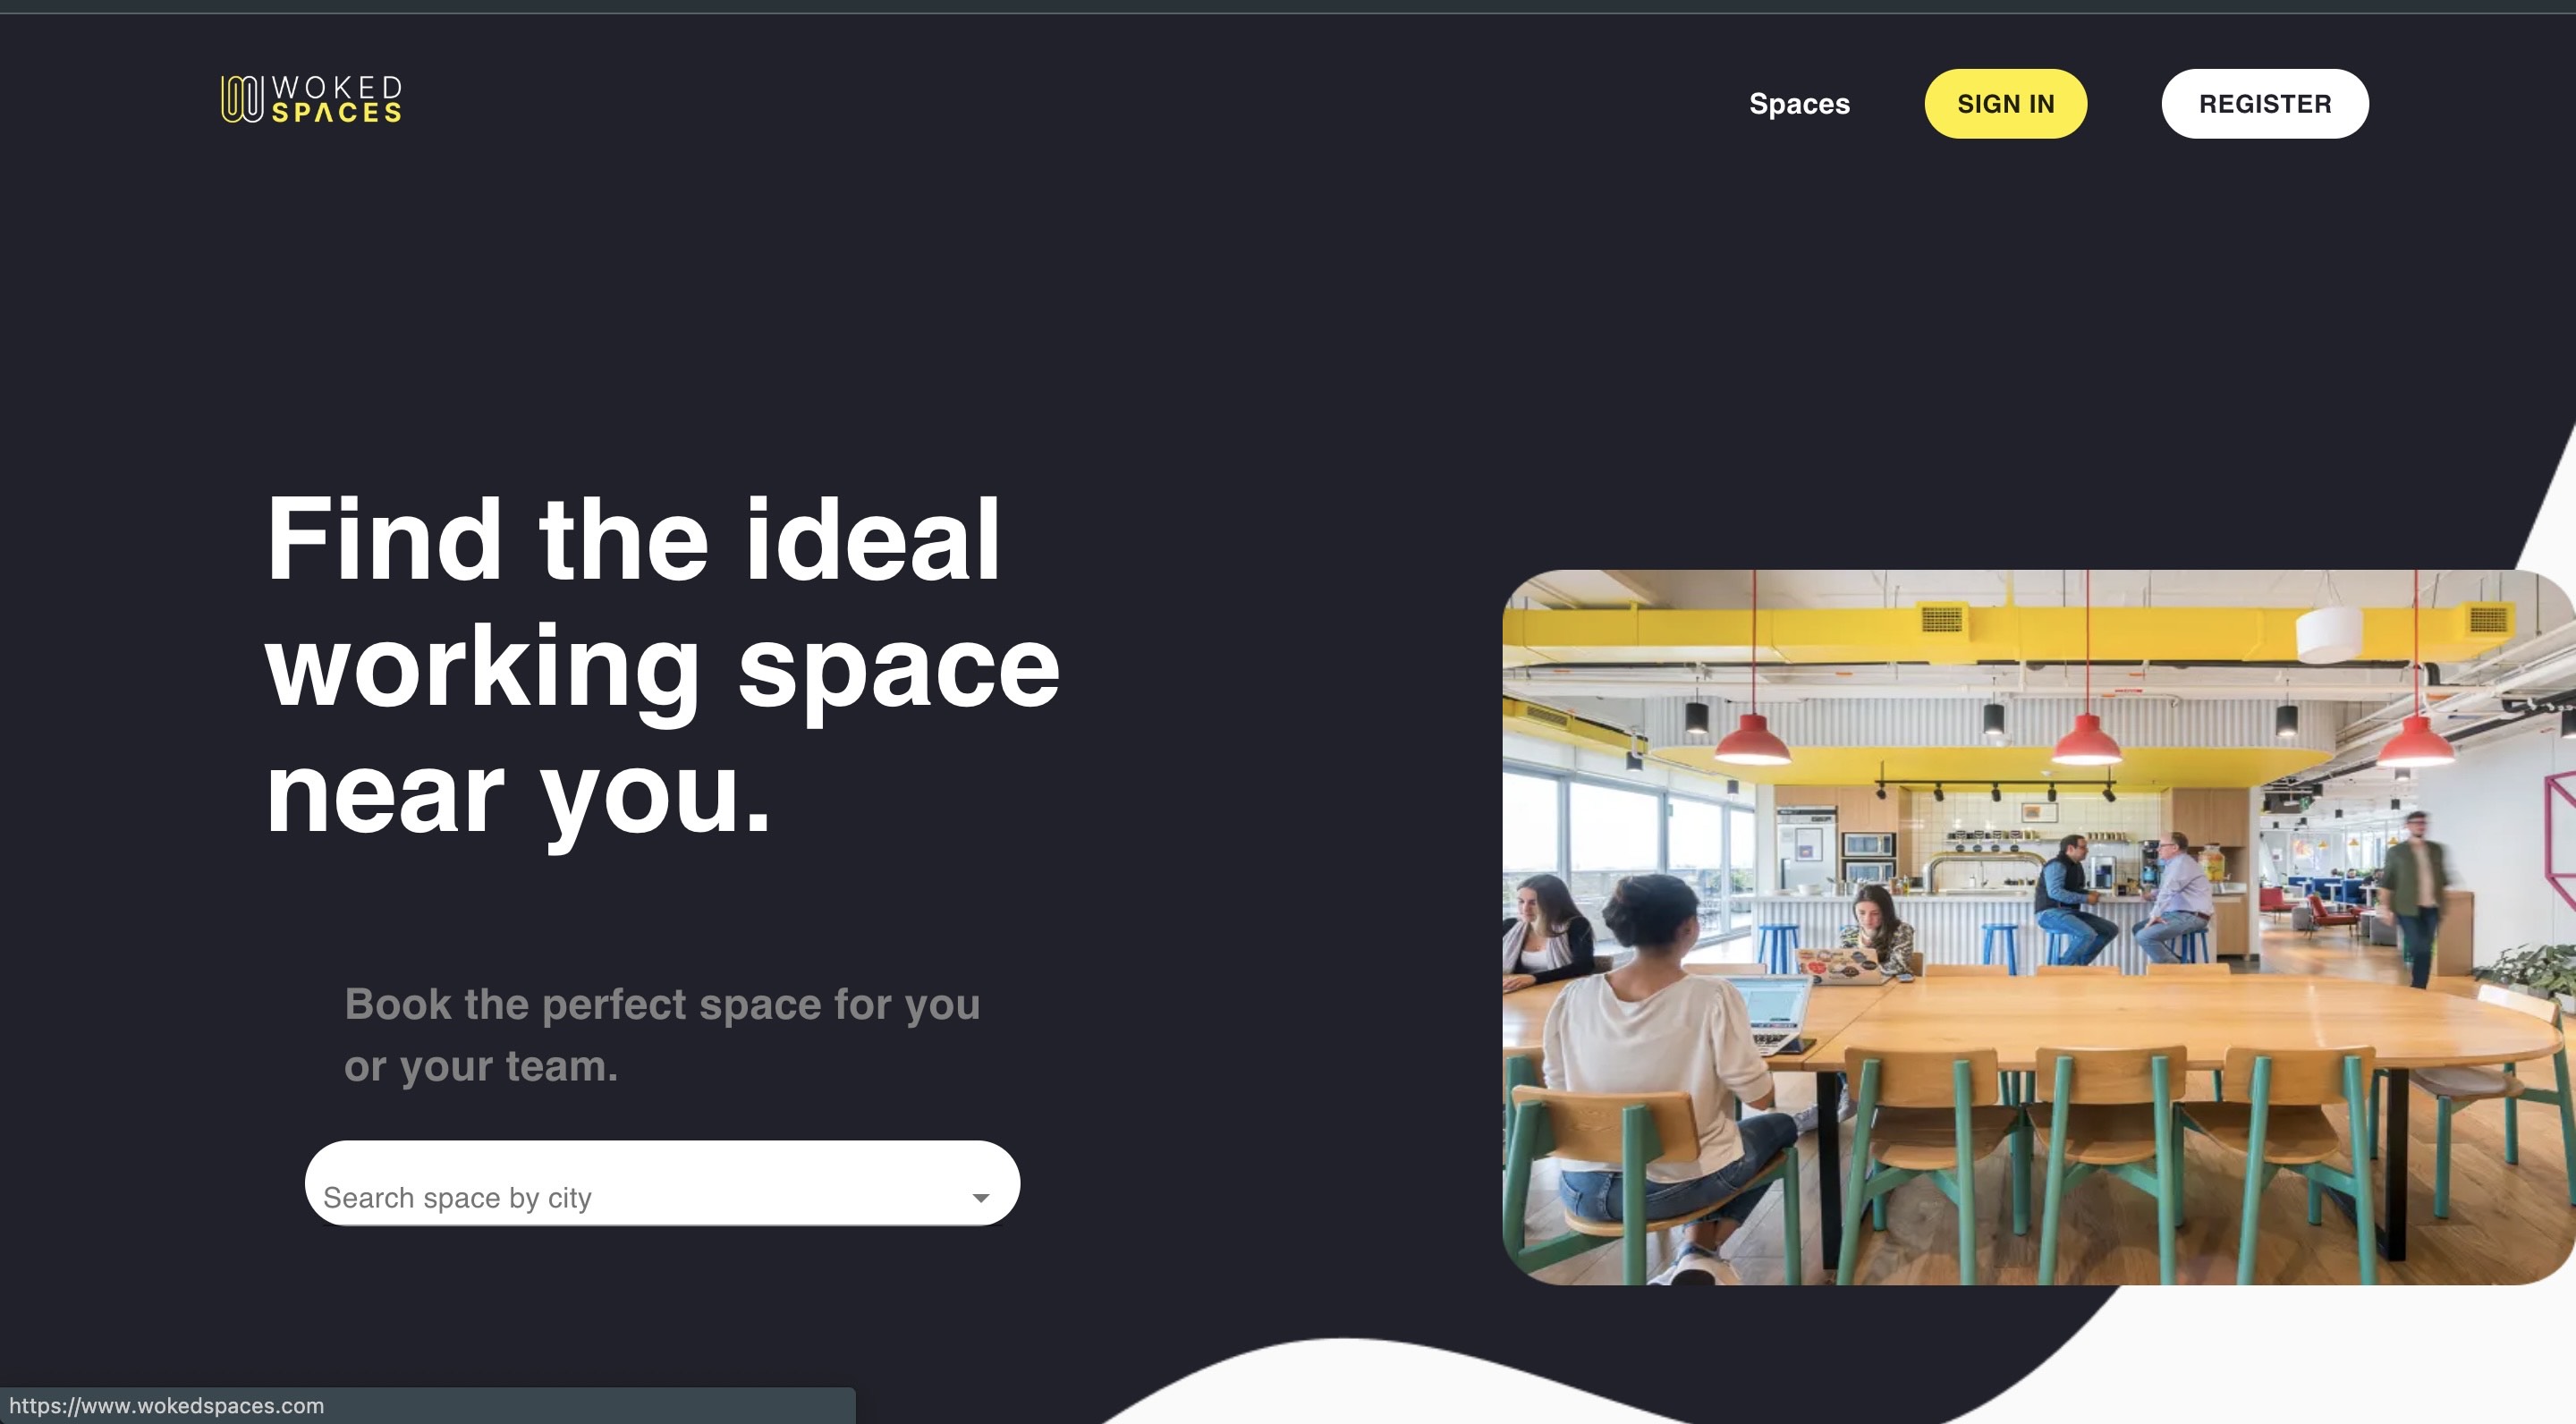 WOKED
SPACES
Spaces
SIGN IN
REGISTER
Find the ideal
working space
near you.
Book the perfect space for you
or your team.
Search space by city
https://www.wokedspaces.com